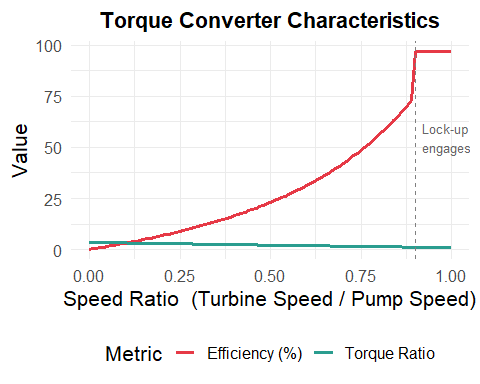 Torque Converter Characteristics
Value
100
75
50
25
0
Lock-up
engages
0.00 0.25 0.50 0.75 1.00
Speed Ratio  (Turbine Speed / Pump Speed)
Metric Efficiency (%) Torque Ratio